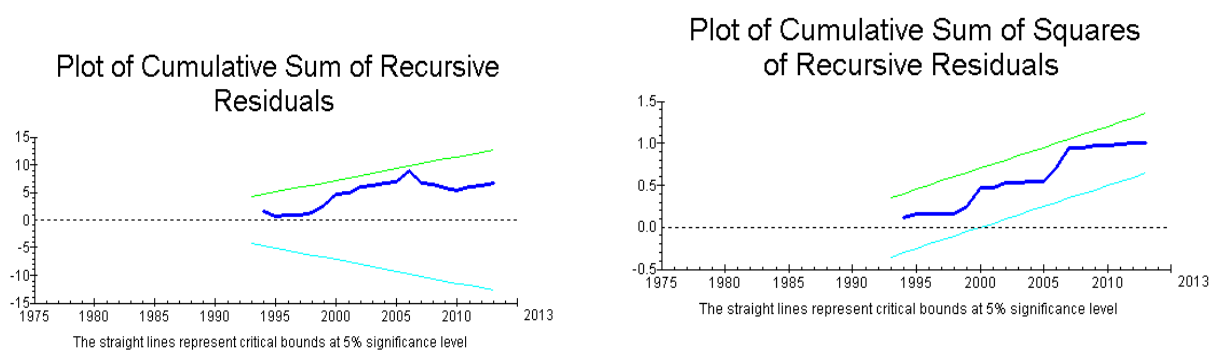 Plot of Cumulative Sum of Recursive
Residuals
15
10
5
0
-5
-10
-15
1975 1980 1985 1990 1995 2000 2005 2010 2013
The straight lines represent critical bounds at 5% significance level
Plot of Cumulative Sum of Squares
of Recursive Residuals
1.5
1.0
0.5
0.0
-0.5
1975 1980 1985 1990 1995 2000 2005 2010 2013
The straight lines represent critical bounds at 5% significance level